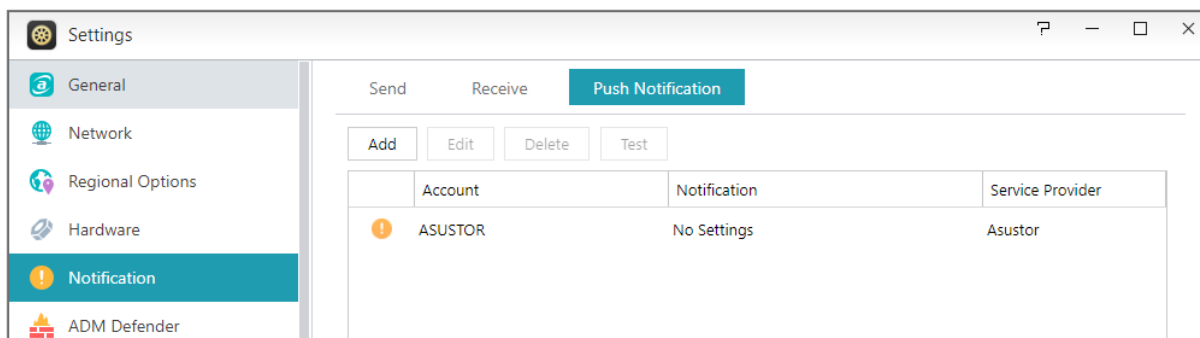 Settings
General
Network
Regional Options
Hardware
Notification
ADM Defender
Send Receive Push Notification
Add Edit Delete Test
Account Notification Service Provider
ASUSTOR No Settings Asustor